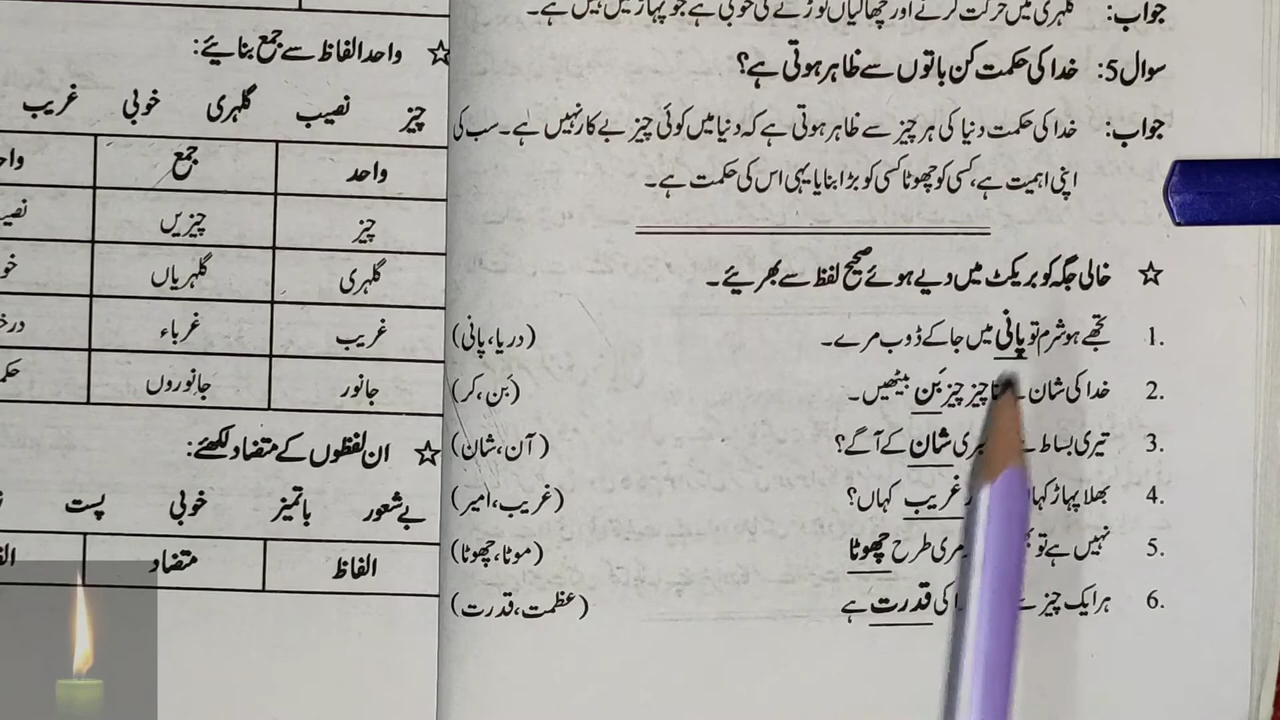 جواب: گلہری میں حرکت کرنے اور چھالیاں توڑنے کی خوبی ہے جو پہاڑ میں نہیں ہے۔
سوال 5: خدا کی حکمت کن باتوں سے ظاہر ہوتی ہے؟
جواب: خدا کی حکمت دنیا کی ہر چیز سے ظاہر ہوتی ہے کہ دنیا میں کوئی چیز بے کار نہیں ہے۔ سب کی
اپنی اہمیت ہے، کسی کو چھوٹا کسی کو بڑا بنایا یہی اس کی حکمت ہے۔
☆ خالی جگہ کو بریکٹ میں دیے ہوئے صحیح لفظ سے بھریئے۔
1. تجھے ہو شرم تو پانی میں جا کے ڈوب مرے۔ (دریا، پانی)
2. خدا کی شان ناچیز چیز بَن بیٹھیں۔ (بَن، کر)
3. تیری بساط شان کے آگے؟ (آن، شان)
4. بھلا پہاڑ غریب کہاں؟ (غریب، امیر)
5. نہیں ہے تو مری طرح چھوٹا (موٹا، چھوٹا)
6. ہر ایک چیز کی قدرت ہے (عظمت، قدرت)
☆ واحد الفاظ سے جمع بنایئے:
چیز نصیب گلہری خوبی غریب
واحد جمع
چیز چیزیں
گلہری گلہریاں
غریب غرباء
جانور جانوروں
☆ ان لفظوں کے متضاد لکھئے:
بے شعور باتمیز خوبی پست
الفاظ متضاد